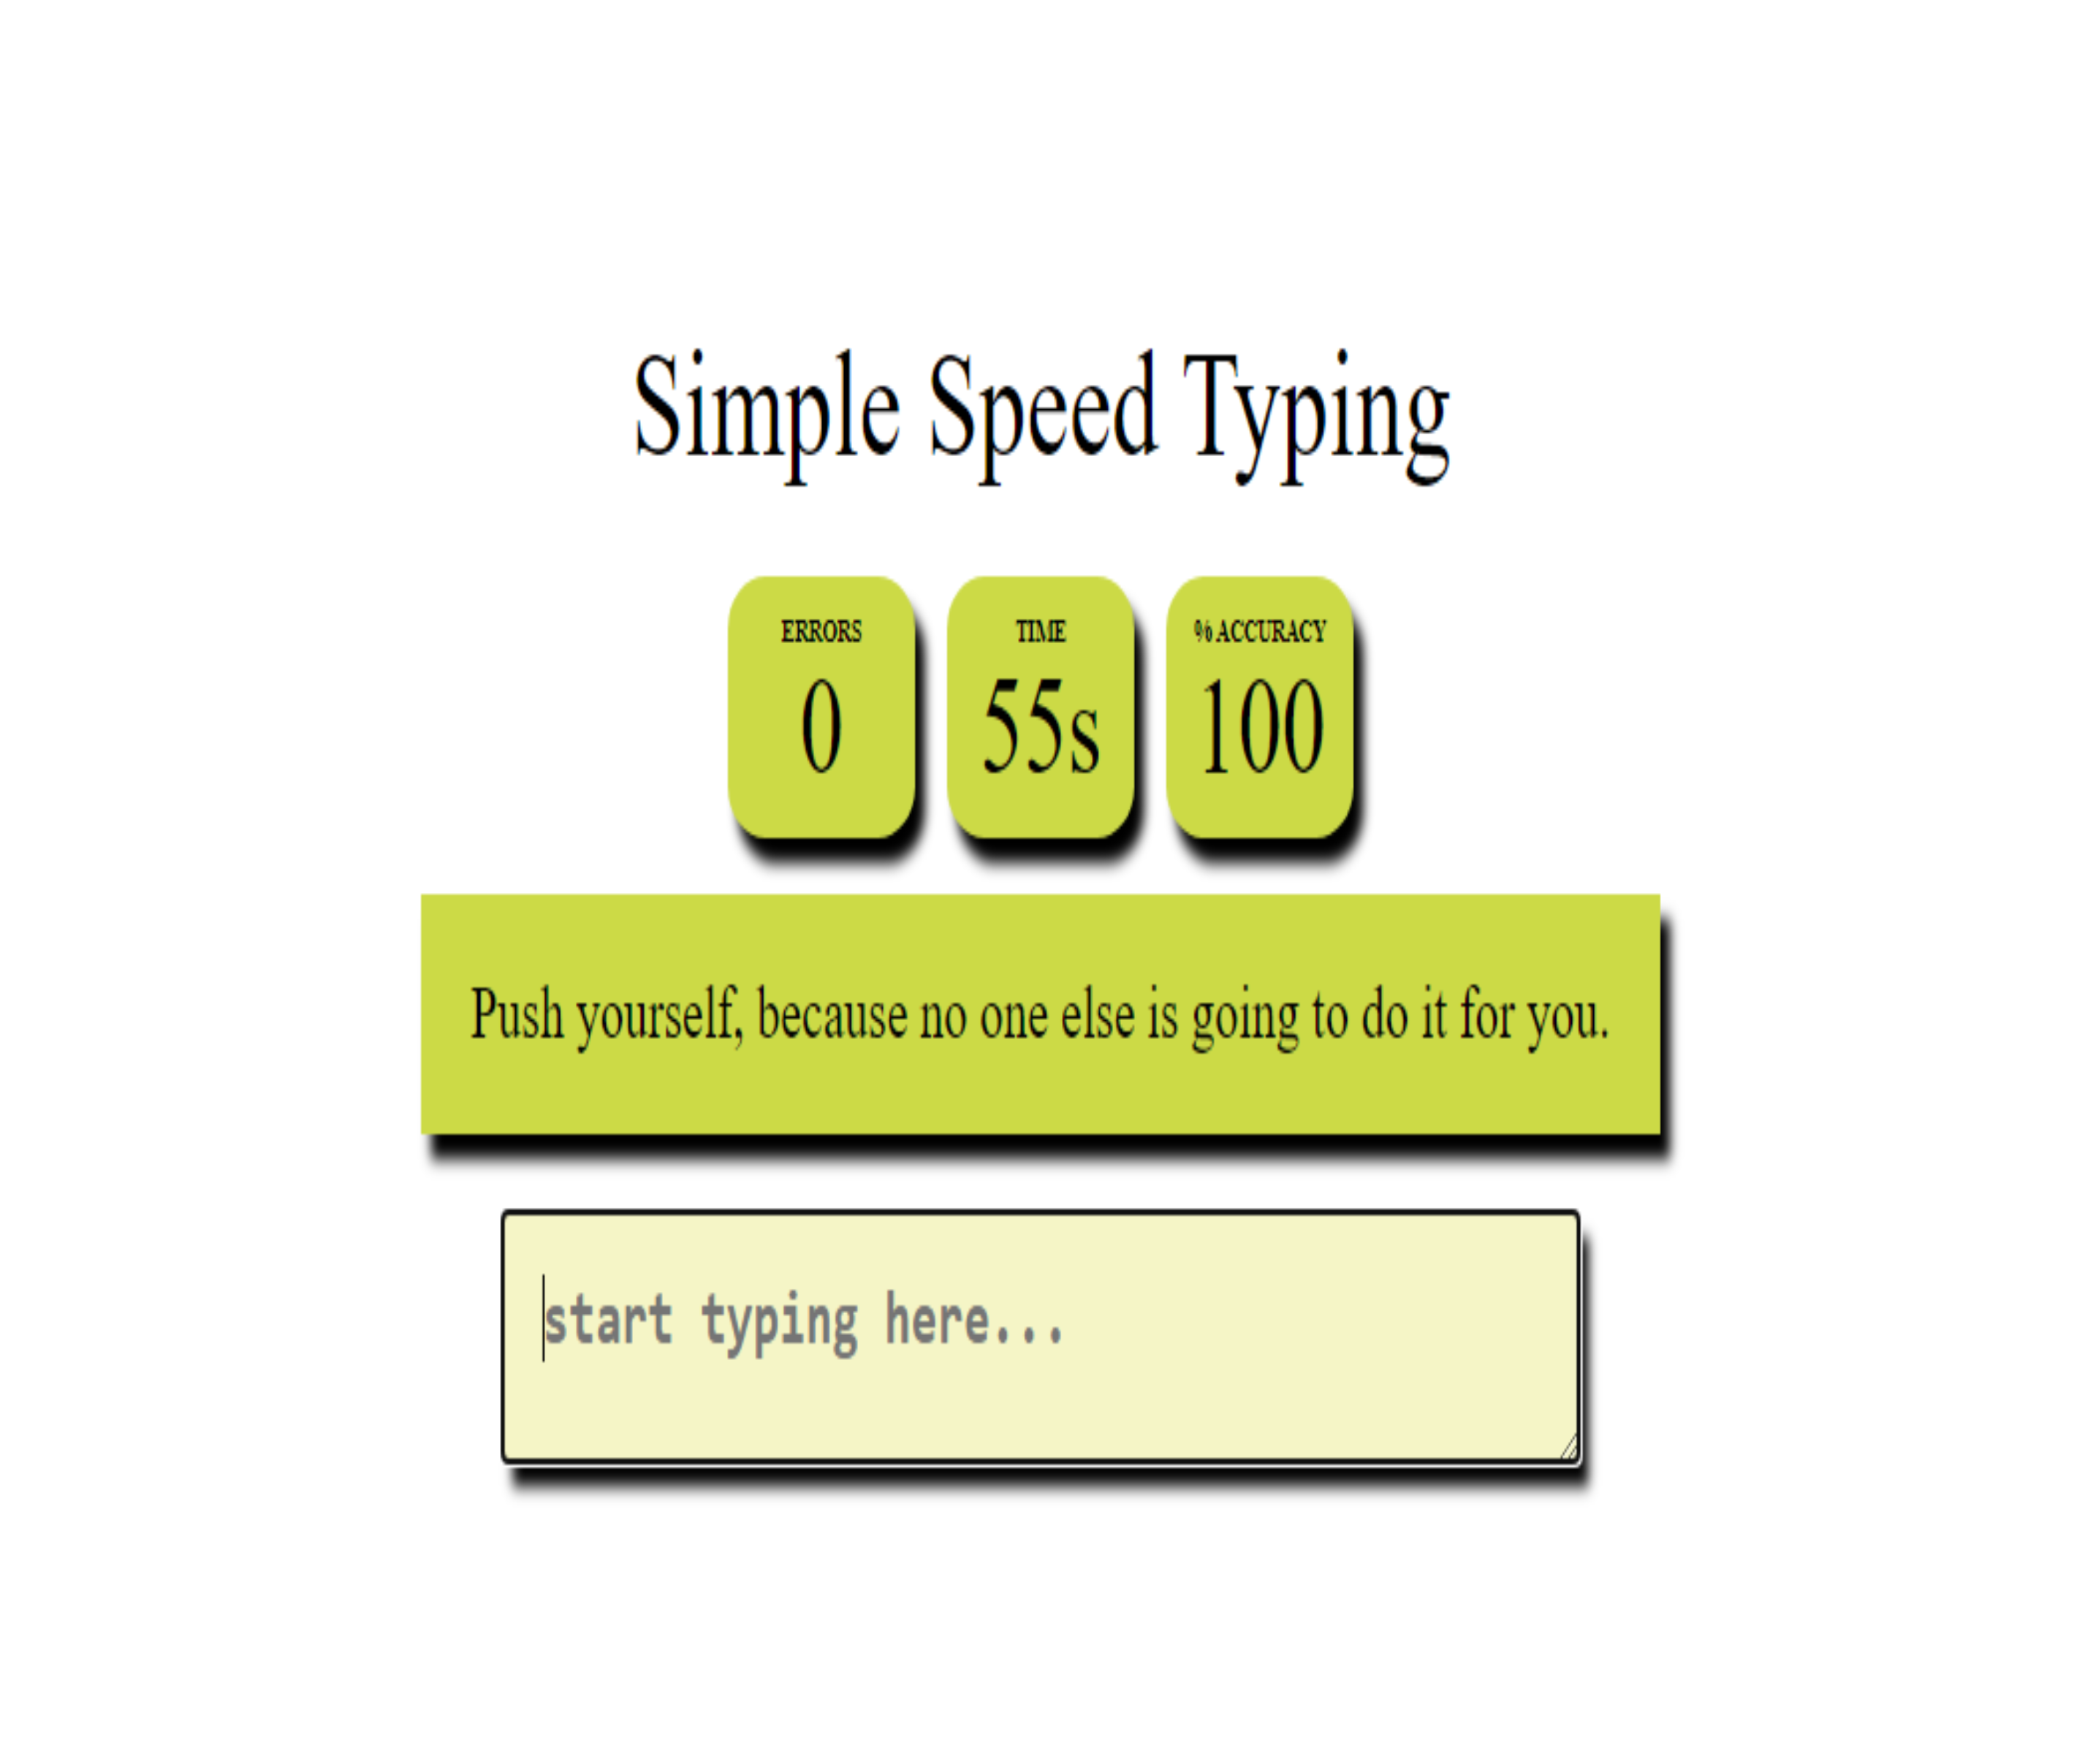 Simple Speed Typing
ERRORS TIME % ACCURACY
0 55s 100
Push yourself, because no one else is going to do it for you.
start typing here...